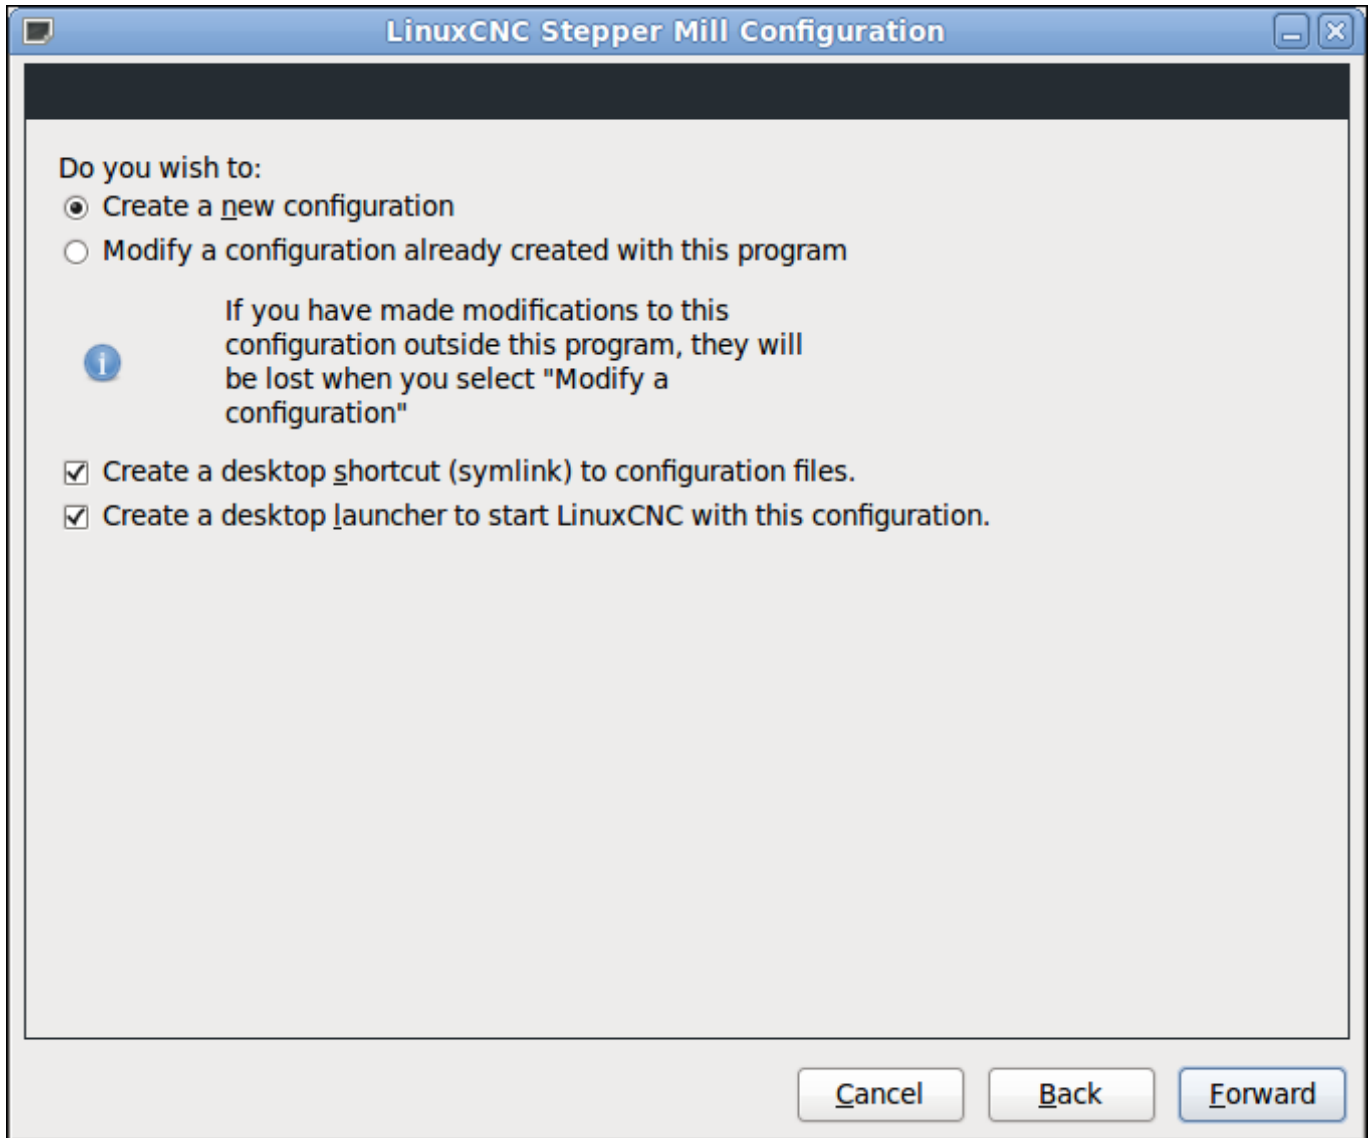 LinuxCNC Stepper Mill Configuration
Do you wish to:
Create a new configuration
Modify a configuration already created with this program
If you have made modifications to this
configuration outside this program, they will
be lost when you select "Modify a
configuration"
Create a desktop shortcut (symlink) to configuration files.
Create a desktop launcher to start LinuxCNC with this configuration.
Cancel
Back
Forward